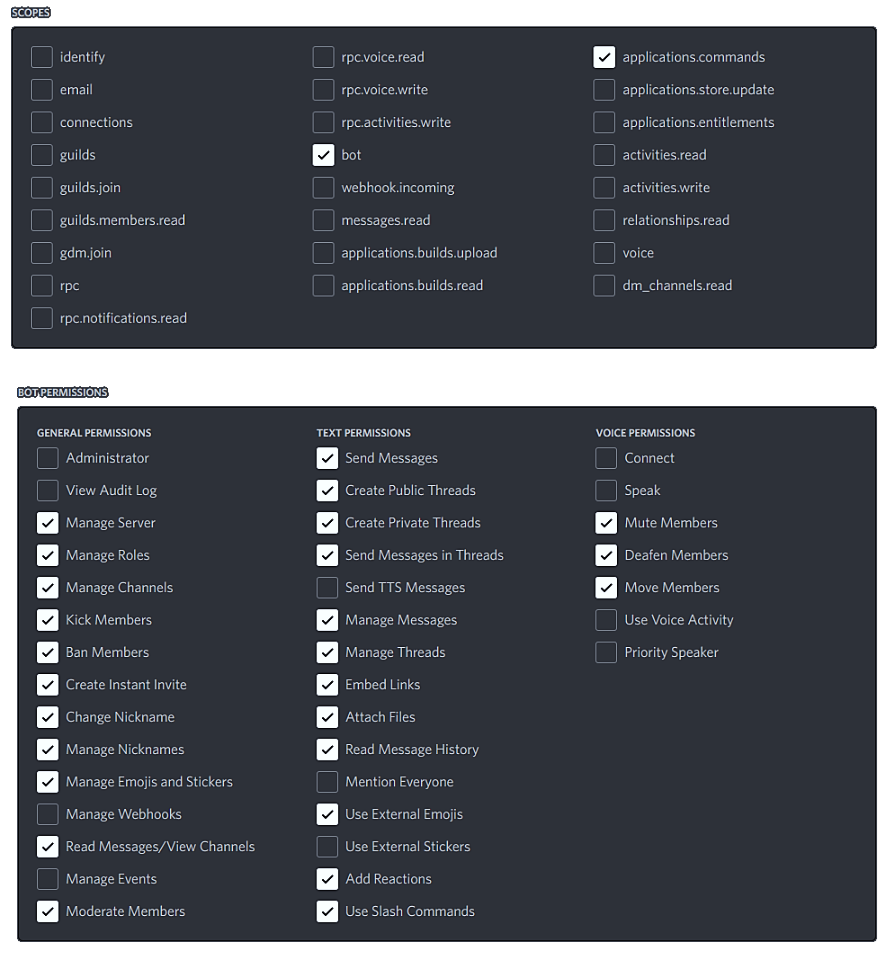 SCOPES
identify
email
connections
guilds
guilds.join
guilds.members.read
gdm.join
rpc
rpc.notifications.read
rpc.voice.read
rpc.voice.write
rpc.activities.write
bot
webhook.incoming
messages.read
applications.builds.upload
applications.builds.read
applications.commands
applications.store.update
applications.entitlements
activities.read
activities.write
relationships.read
voice
dm_channels.read
BOT PERMISSIONS
GENERAL PERMISSIONS
Administrator
View Audit Log
Manage Server
Manage Roles
Manage Channels
Kick Members
Ban Members
Create Instant Invite
Change Nickname
Manage Nicknames
Manage Emojis and Stickers
Manage Webhooks
Read Messages/View Channels
Manage Events
Moderate Members
TEXT PERMISSIONS
Send Messages
Create Public Threads
Create Private Threads
Send Messages in Threads
Send TTS Messages
Manage Messages
Manage Threads
Embed Links
Attach Files
Read Message History
Mention Everyone
Use External Emojis
Use External Stickers
Add Reactions
Use Slash Commands
VOICE PERMISSIONS
Connect
Speak
Mute Members
Deafen Members
Move Members
Use Voice Activity
Priority Speaker